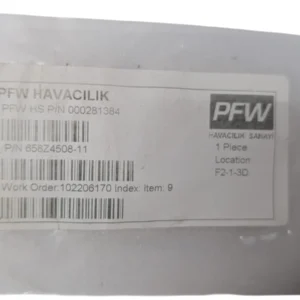 PFW HAVACILIK
PFW HS P/N 000281384
P/N 658Z4508-11
Work Order:102206170 Index: Item: 9
PFW
HAVACILIK SANAYI
1 Piece
Location
F2-1-3D